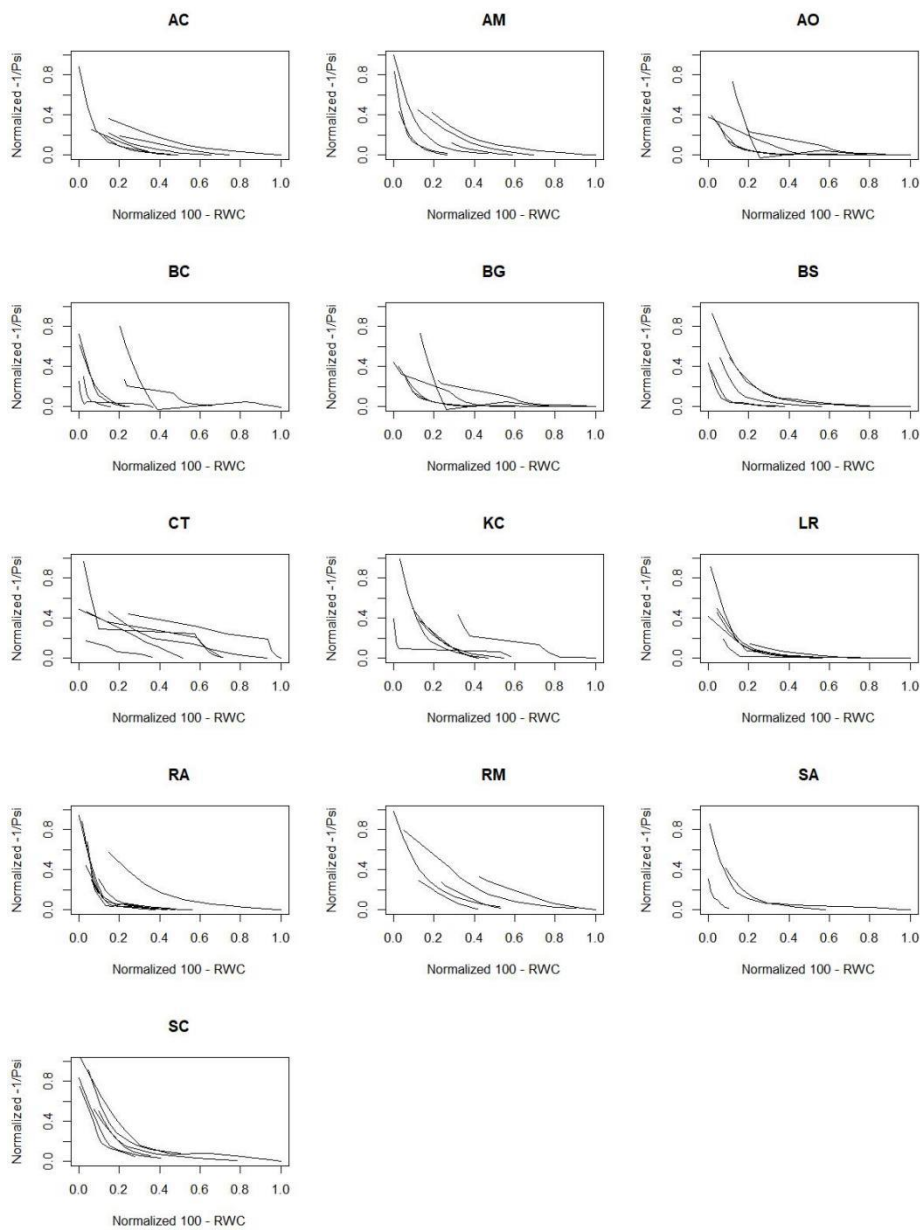 AC AM AO
Normalized -1/Psi Normalized -1/Psi Normalized -1/Psi
0.0 0.4 0.8 0.0 0.4 0.8 0.0 0.4 0.8
0.0 0.2 0.4 0.6 0.8 1.0 0.0 0.2 0.4 0.6 0.8 1.0 0.0 0.2 0.4 0.6 0.8 1.0
Normalized 100 - RWC Normalized 100 - RWC Normalized 100 - RWC
BC BG BS
Normalized -1/Psi Normalized -1/Psi Normalized -1/Psi
0.0 0.4 0.8 0.0 0.4 0.8 0.0 0.4 0.8
0.0 0.2 0.4 0.6 0.8 1.0 0.0 0.2 0.4 0.6 0.8 1.0 0.0 0.2 0.4 0.6 0.8 1.0
Normalized 100 - RWC Normalized 100 - RWC Normalized 100 - RWC
CT KC LR
Normalized -1/Psi Normalized -1/Psi Normalized -1/Psi
0.0 0.4 0.8 0.0 0.4 0.8 0.0 0.4 0.8
0.0 0.2 0.4 0.6 0.8 1.0 0.0 0.2 0.4 0.6 0.8 1.0 0.0 0.2 0.4 0.6 0.8 1.0
Normalized 100 - RWC Normalized 100 - RWC Normalized 100 - RWC
RA RM SA
Normalized -1/Psi Normalized -1/Psi Normalized -1/Psi
0.0 0.4 0.8 0.0 0.4 0.8 0.0 0.4 0.8
0.0 0.2 0.4 0.6 0.8 1.0 0.0 0.2 0.4 0.6 0.8 1.0 0.0 0.2 0.4 0.6 0.8 1.0
Normalized 100 - RWC Normalized 100 - RWC Normalized 100 - RWC
SC
Normalized -1/Psi
0.0 0.4 0.8
0.0 0.2 0.4 0.6 0.8 1.0
Normalized 100 - RWC